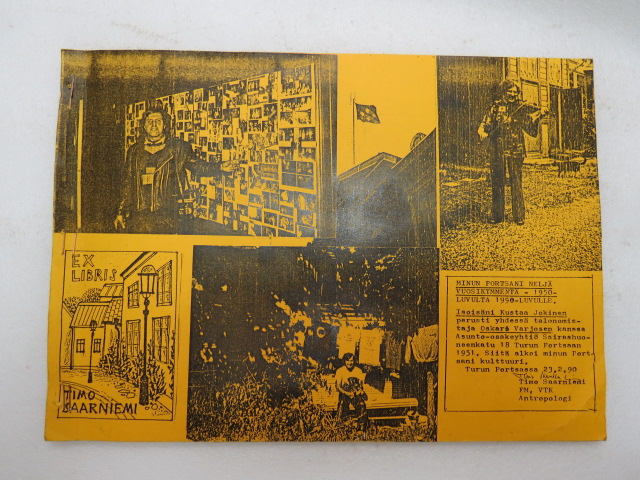 EX
LIBRIS
TIMO
SAARNIEMI
MINUN PORTSANI NELJÄ
VUOSIKYMMENTÄ - 1950-
LUVULTA 1990-LUVULLE.
Isoisäni Kustaa Jokinen
perusti yhdessä talonomis-
taja Oskari Varjosen kanssa
Asunto-osakeyhtiö Sairashuo-
neenkatu 18 Turun Portsaan
1951. Siitä alkoi minun Port-
sani kulttuuri.
Turun Portsassa 23.2.90
Timo Saarniemi
FM, VTK
Antropologi